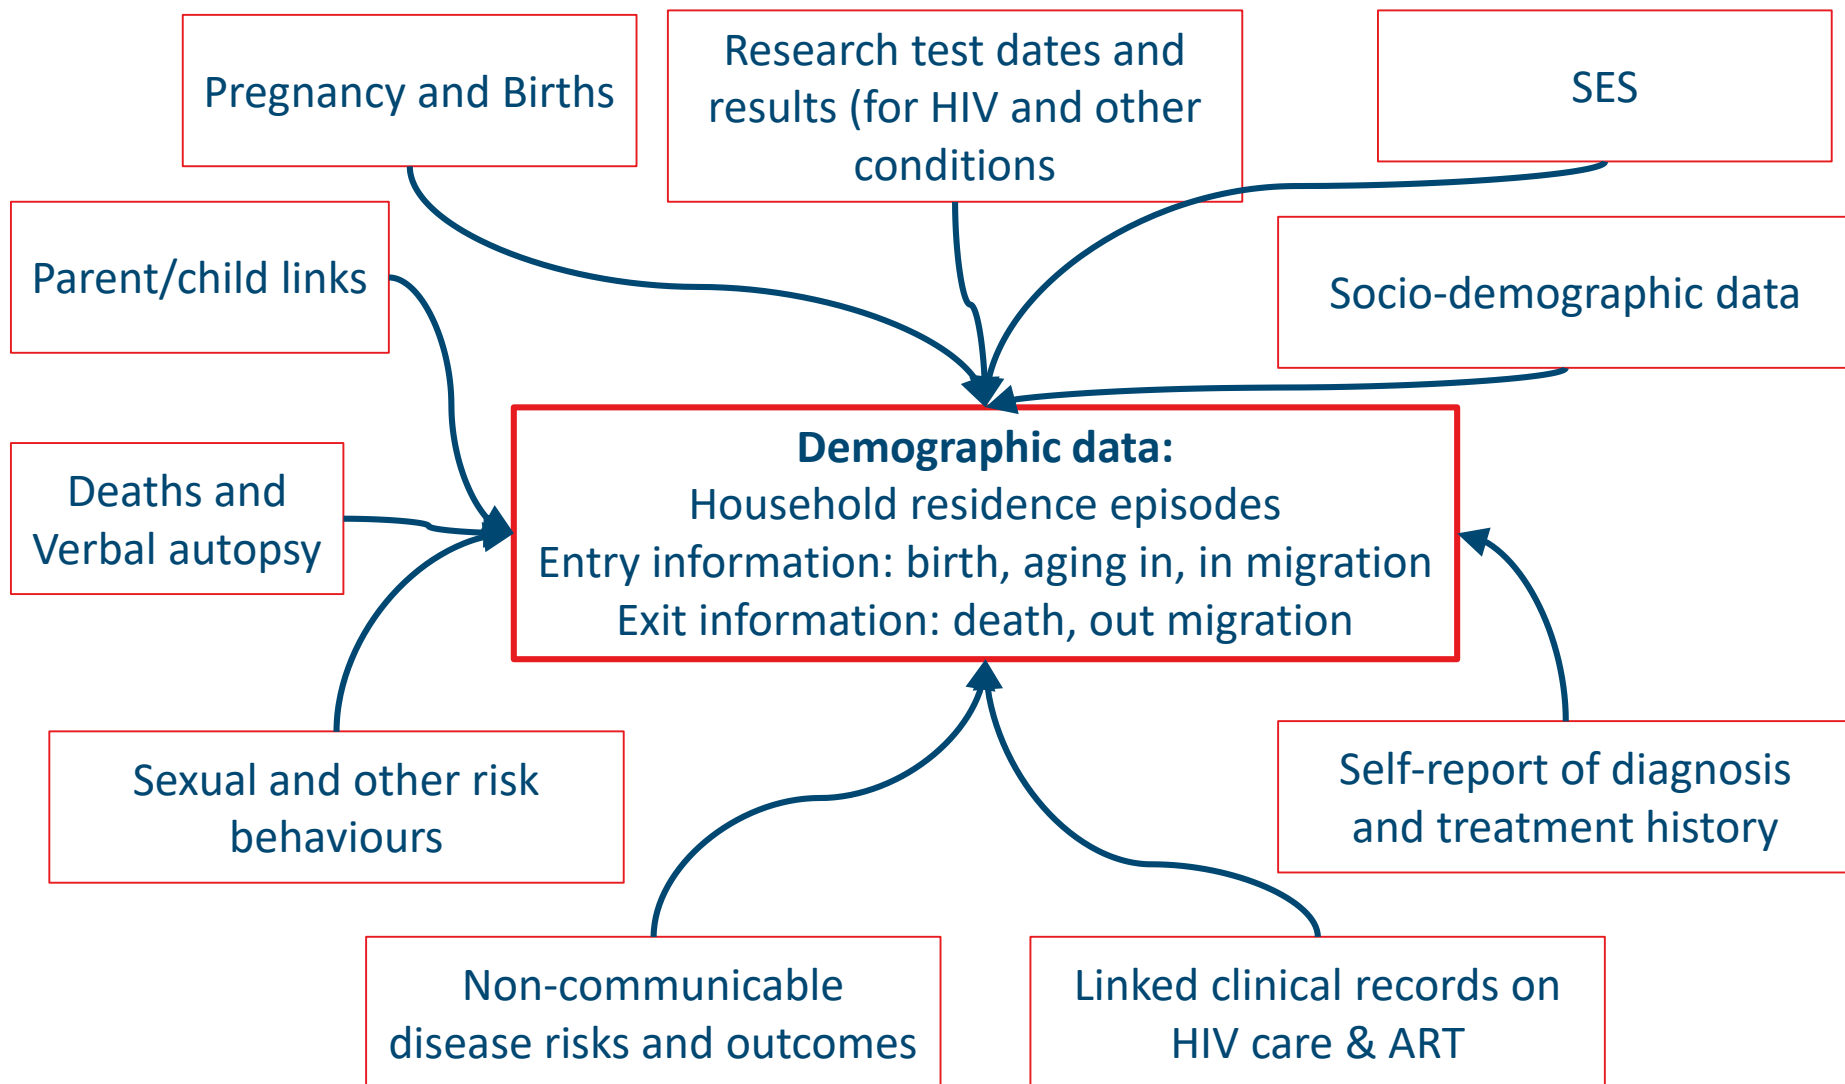 Pregnancy and Births
Research test dates and
results (for HIV and other
conditions
SES
Parent/child links
Socio-demographic data
Demographic data:
Household residence episodes
Entry information: birth, aging in, in migration
Exit information: death, out migration
Deaths and
Verbal autopsy
Sexual and other risk
behaviours
Self-report of diagnosis
and treatment history
Non-communicable
disease risks and outcomes
Linked clinical records on
HIV care & ART